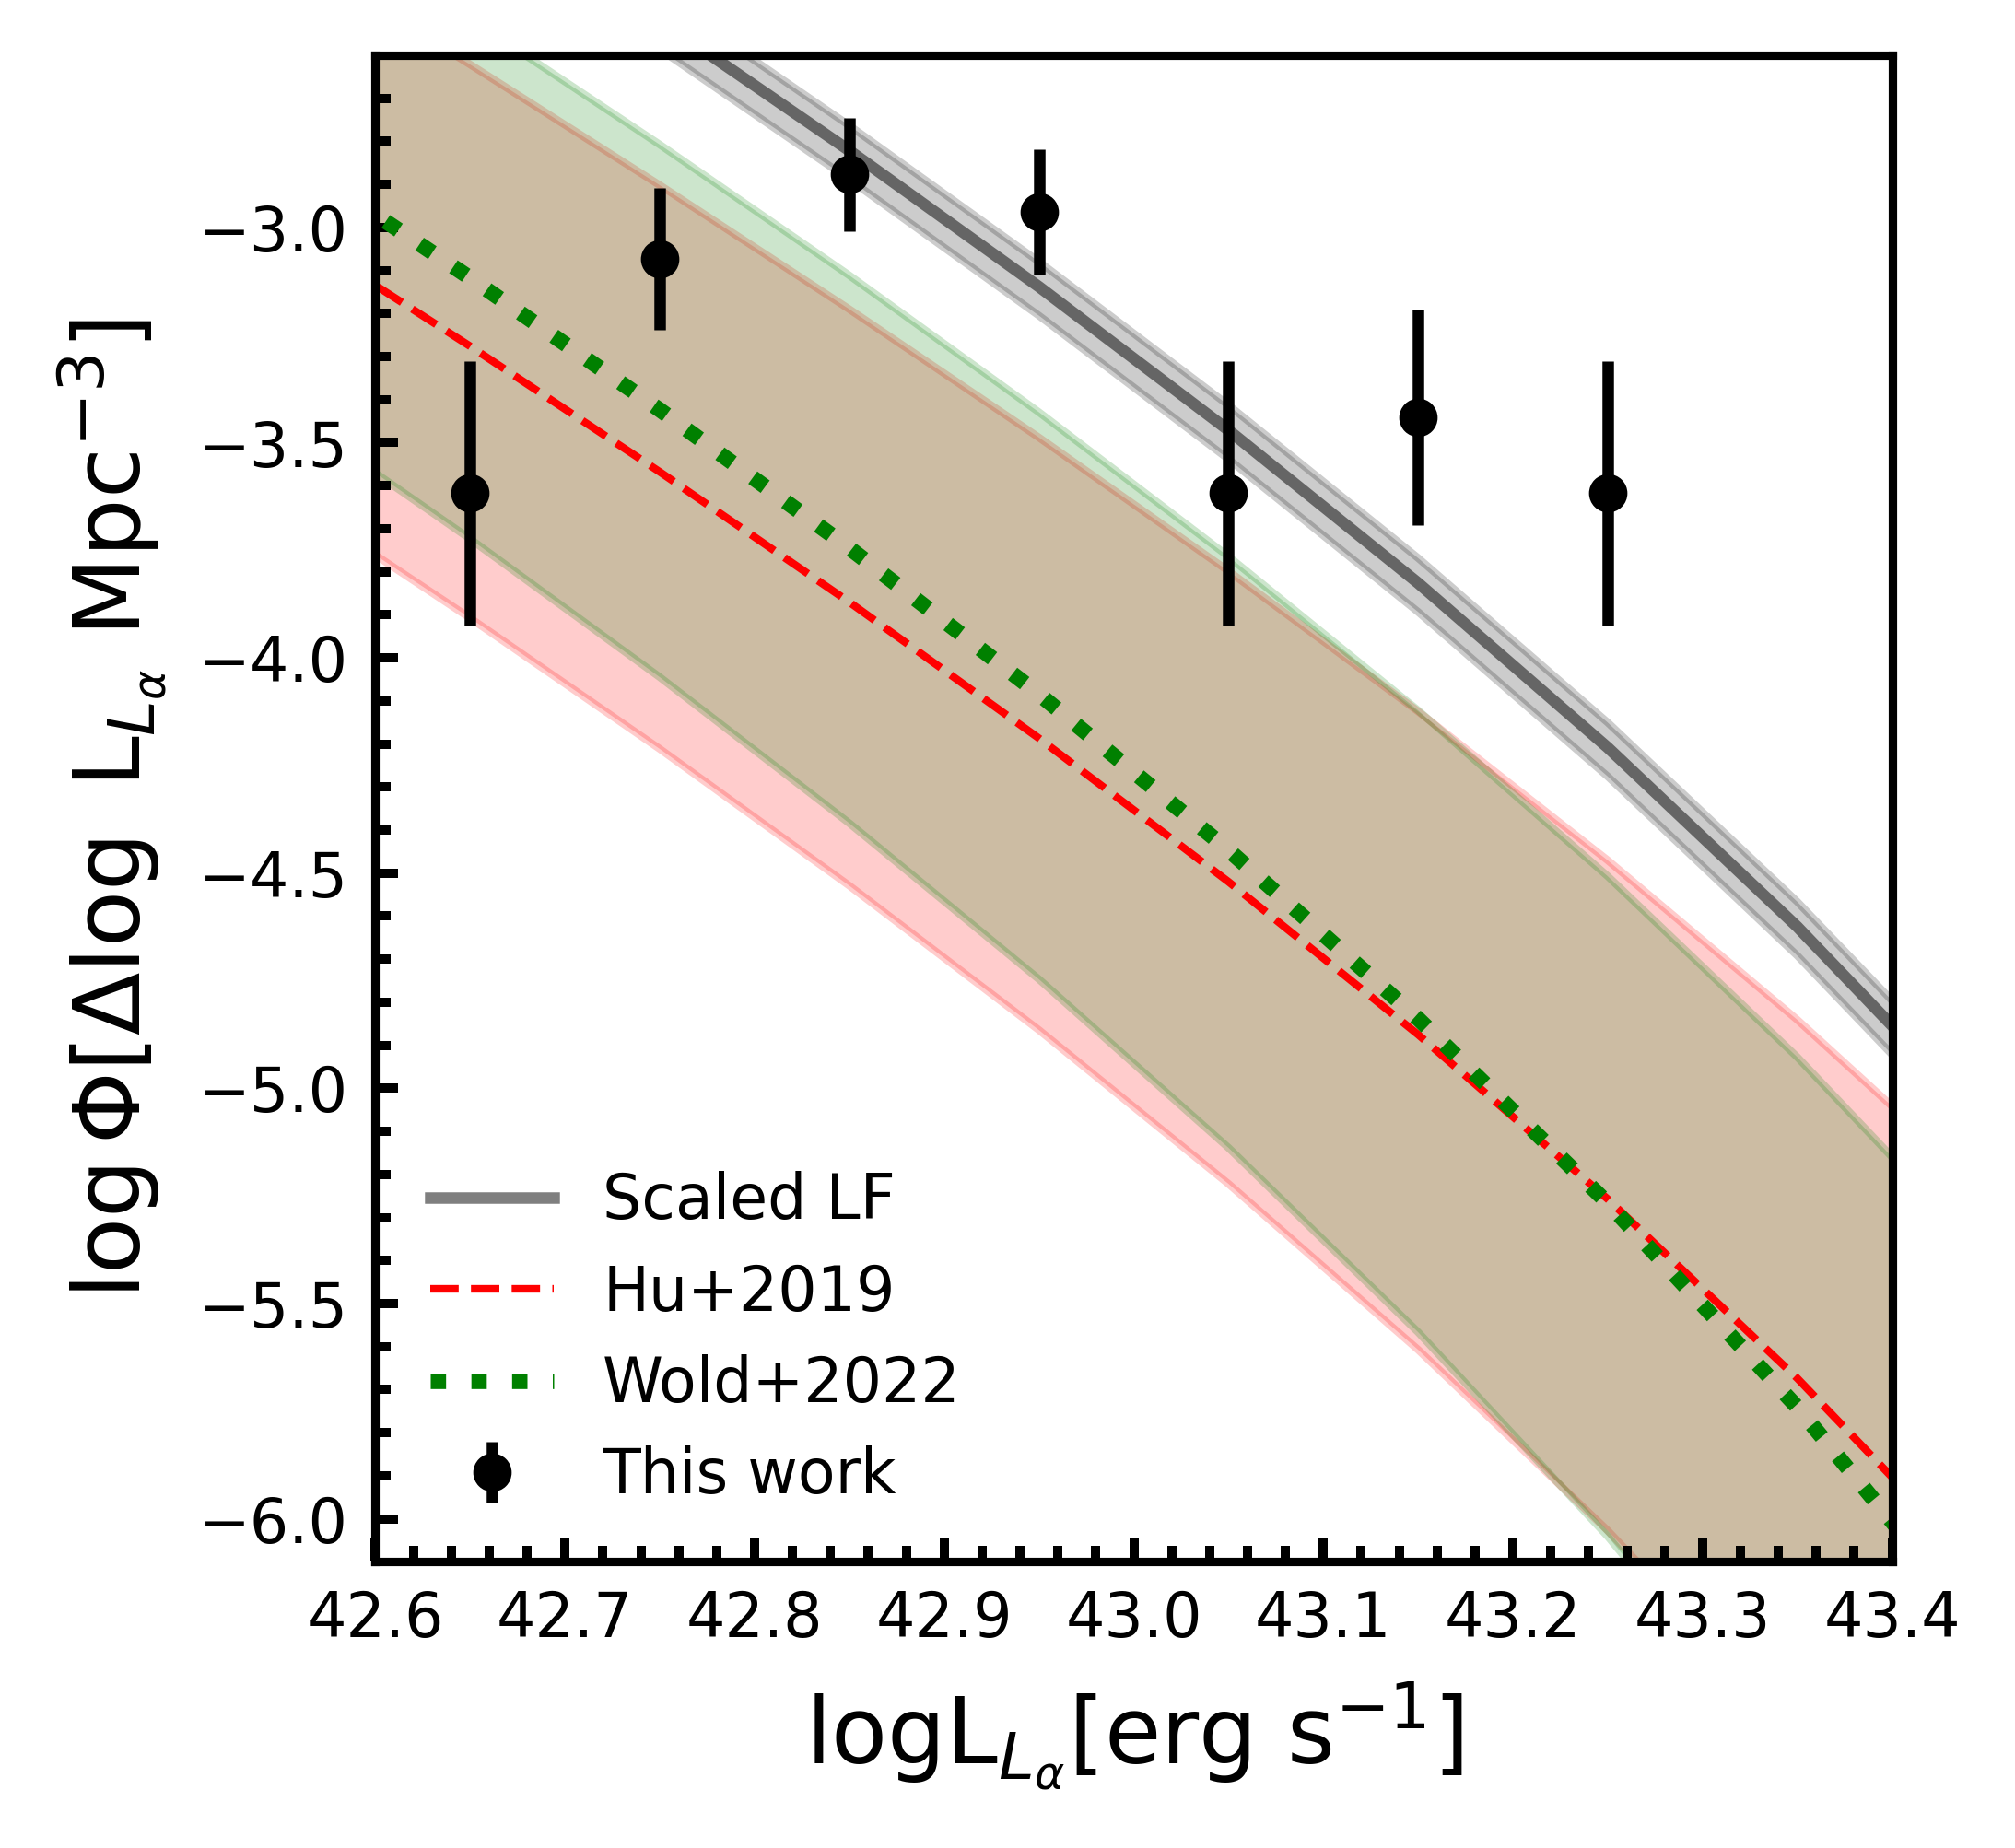 log Φ[Δlog L_{L_α} Mpc⁻³]
−3.0
−3.5
−4.0
−4.5
−5.0
−5.5
−6.0
Scaled LF
Hu+2019
Wold+2022
This work
42.6 42.7 42.8 42.9 43.0 43.1 43.2 43.3 43.4
logL_{L_α}[erg s⁻¹]